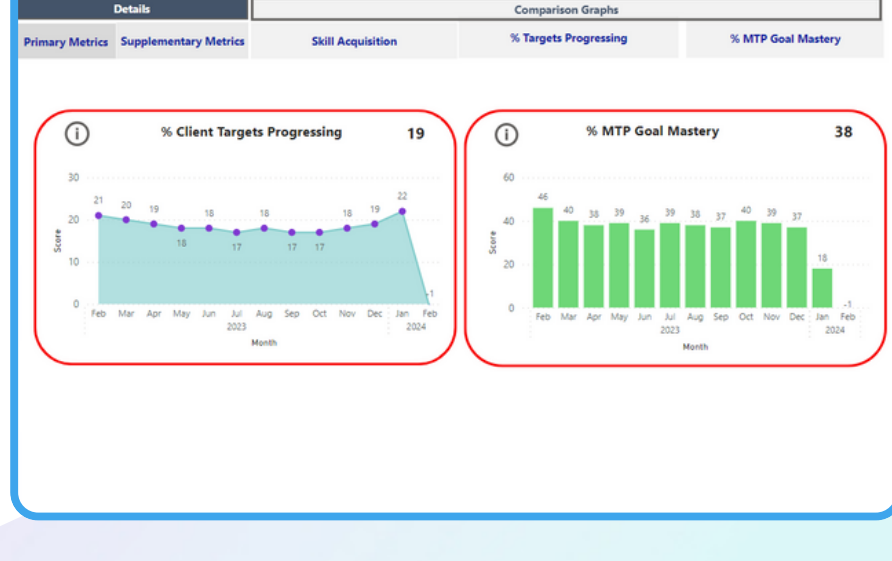 Details
Comparison Graphs
Primary Metrics
Supplementary Metrics
Skill Acquisition
% Targets Progressing
% MTP Goal Mastery
% Client Targets Progressing
19
30
20
10
0
Score
21
20
19
18
18
17
18
17
17
18
19
22
-1
Feb Mar Apr May Jun Jul Aug Sep Oct Nov Dec Jan Feb
2023 2024
Month
% MTP Goal Mastery
38
60
40
20
0
Score
46
40
38
39
36
39
38
37
40
39
37
18
-1
Feb Mar Apr May Jun Jul Aug Sep Oct Nov Dec Jan Feb
2023 2024
Month